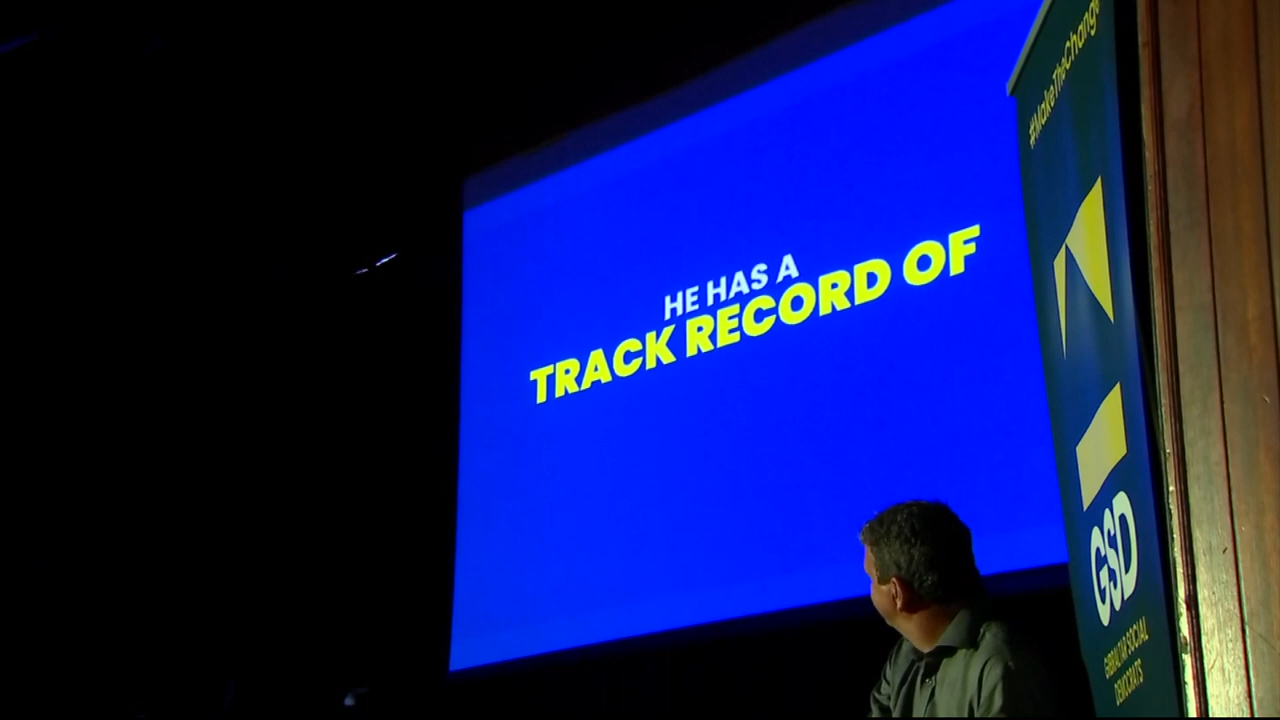 HE HAS A
TRACK RECORD OF
#MakeTheChange
GSD
GIBRALTAR SOCIAL
DEMOCRATS